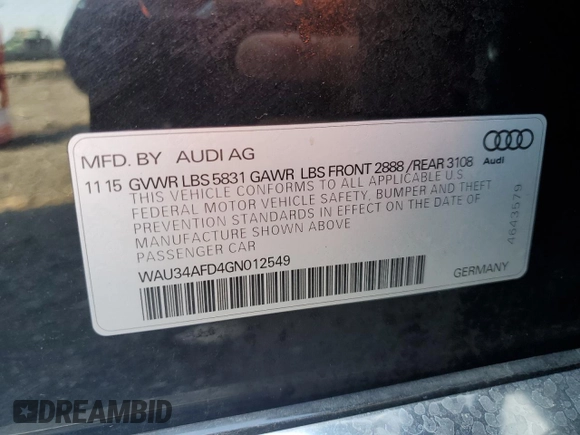 MFD. BY AUDI AG
Audi
11 15 GVWR LBS 5831 GAWR LBS FRONT 2888 /REAR 3108
THIS VEHICLE CONFORMS TO ALL APPLICABLE U.S.
FEDERAL MOTOR VEHICLE SAFETY, BUMPER AND THEFT
PREVENTION STANDARDS IN EFFECT ON THE DATE OF
MANUFACTURE SHOWN ABOVE
PASSENGER CAR
4643579
WAU34AFD4GN012549
GERMANY
DREAMBID